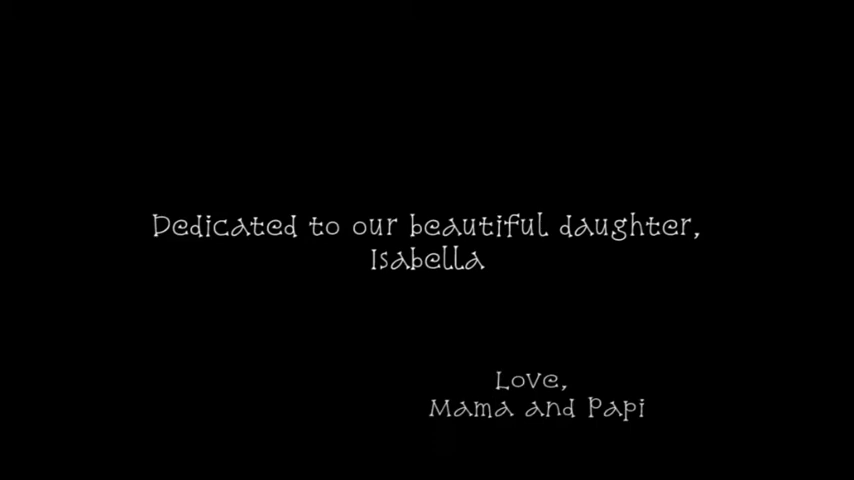 Dedicated to our beautiful daughter,
Isabella
Love,
Mama and Papi